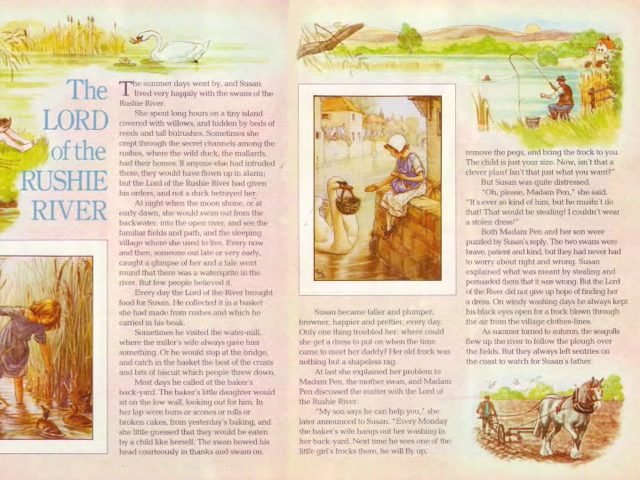 The
LORD
of the
RUSHIE
RIVER
The summer days went by, and Susan
lived very happily with the swans of the
Rushie River.
She spent long hours on a tiny island
covered with willows, and hidden by beds of
reeds and tall bulrushes. Sometimes she
crept through the secret channels among the
rushes, where the wild duck, the mallards,
had their homes. If anyone else had intruded
there, they would have flown up in alarm;
but the Lord of the Rushie River had given
his orders, and not a duck betrayed her.
At night when the moon shone, or at
early dawn, she would swim out from the
backwater, into the open river, and see the
familiar fields and path, and the sleeping
village where she used to live. Every now
and then, someone out late or very early,
caught a glimpse of her and a tale went
round that there was a watersprite in the
river. But few people believed it.
Every day the Lord of the River brought
food for Susan. He collected it in a basket
she had made from rushes and which he
carried in his beak.
Sometimes he visited the water-mill,
where the miller's wife always gave him
something. Or he would stop at the bridge,
and catch in the basket the best of the crusts
and bits of biscuit which people threw down.
Most days he called at the baker's
back-yard. The baker's little daughter would
sit on the low wall, looking out for him. In
her lap were buns or scones or rolls or
broken cakes, from yesterday's baking, and
she little guessed that they would be eaten
by a child like herself. The swan bowed his
head courteously in thanks and swam on.
Susan became taller and plumper,
browner, happier and prettier, every day.
Only one thing troubled her: where could
she get a dress to put on when the time
came to meet her daddy? Her old frock was
nothing but a shapeless rag.
At last she explained her problem to
Madam Pen, the mother swan, and Madam
Pen discussed the matter with the Lord of
the Rushie River.
"My son says he can help you," she
later announced to Susan. "Every Monday
the baker's wife hangs out her washing in
her back-yard. Next time he sees one of the
little girl's frocks there, he will fly up,
remove the pegs, and bring the frock to you.
The child is just your size. Now, isn't that a
clever plan? Isn't that just what you want?"
But Susan was quite distressed.
"Oh, please, Madam Pen," she said.
"It's ever so kind of him, but he mustn't do
that! That would be stealing! I couldn't wear
a stolen dress!"
Both Madam Pen and her son were
puzzled by Susan's reply. The two swans were
brave, patient and kind, but they had never had
to worry about right and wrong. Susan
explained what was meant by stealing and
persuaded them that it was wrong. But the Lord
of the River did not give up hope of finding her
a dress. On windy washing days he always kept
his black eyes open for a frock blown through
the air from the village clothes-lines.
As summer turned to autumn, the seagulls
flew up the river to follow the plough over
the fields. But they always left sentries on
the coast to watch for Susan's father.